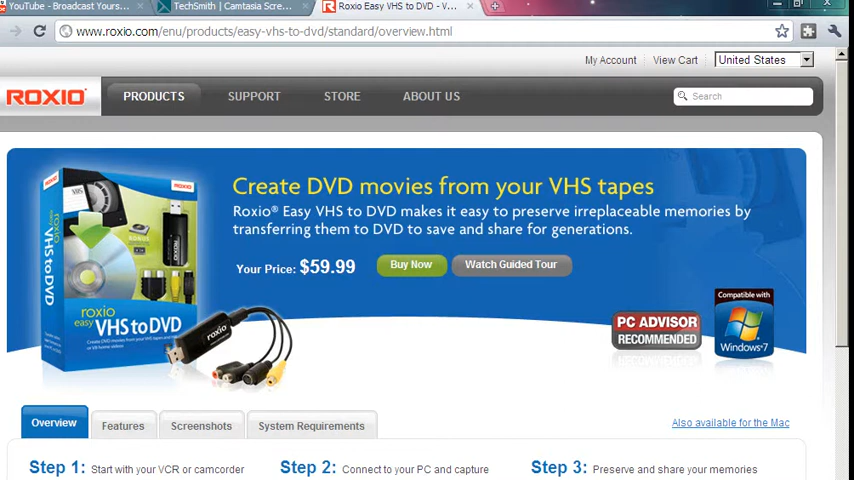 YouTube - Broadcast Yours...
TechSmith | Camtasia Scre...
Roxio Easy VHS to DVD - V...
www.roxio.com/enu/products/easy-vhs-to-dvd/standard/overview.html
My Account View Cart United States
ROXIO PRODUCTS SUPPORT STORE ABOUT US Search
Create DVD movies from your VHS tapes
Roxio® Easy VHS to DVD makes it easy to preserve irreplaceable memories by
transferring them to DVD to save and share for generations.
Your Price: $59.99 Buy Now Watch Guided Tour
ROXIO
VHS
roxio
easy VHS to DVD
roxio
easy VHS to DVD
roxio
PC ADVISOR
RECOMMENDED
Compatible with
Windows 7
Overview Features Screenshots System Requirements
Also available for the Mac
Step 1: Start with your VCR or camcorder
Step 2: Connect to your PC and capture
Step 3: Preserve and share your memories